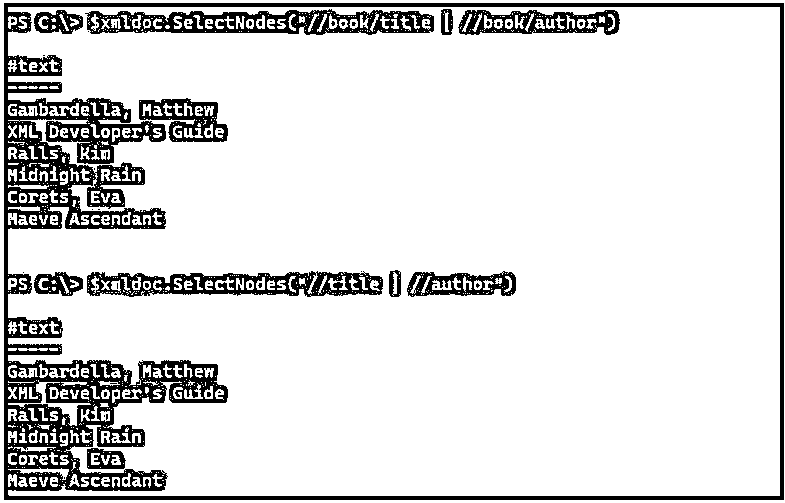 PS C:\> $xmldoc.SelectNodes("//book/title | //book/author")
#text
-----
Gambardella, Matthew
XML Developer's Guide
Ralls, Kim
Midnight Rain
Corets, Eva
Maeve Ascendant
PS C:\> $xmldoc.SelectNodes("//title | //author")
#text
-----
Gambardella, Matthew
XML Developer's Guide
Ralls, Kim
Midnight Rain
Corets, Eva
Maeve Ascendant